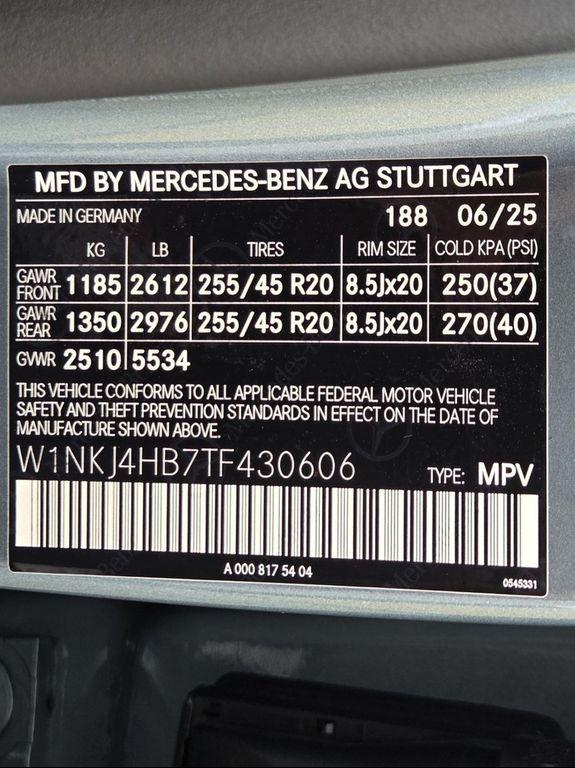 MFD BY MERCEDES-BENZ AG STUTTGART
MADE IN GERMANY 188 06/25
KG LB TIRES RIM SIZE COLD KPA (PSI)
GAWR FRONT 1185 2612 255/45 R20 8.5Jx20 250(37)
GAWR REAR 1350 2976 255/45 R20 8.5Jx20 270(40)
GVWR 2510 5534
THIS VEHICLE CONFORMS TO ALL APPLICABLE FEDERAL MOTOR VEHICLE
SAFETY AND THEFT PREVENTION STANDARDS IN EFFECT ON THE DATE OF
MANUFACTURE SHOWN ABOVE.
W1NKJ4HB7TF430606 TYPE: MPV
A 000 817 54 04
0545331